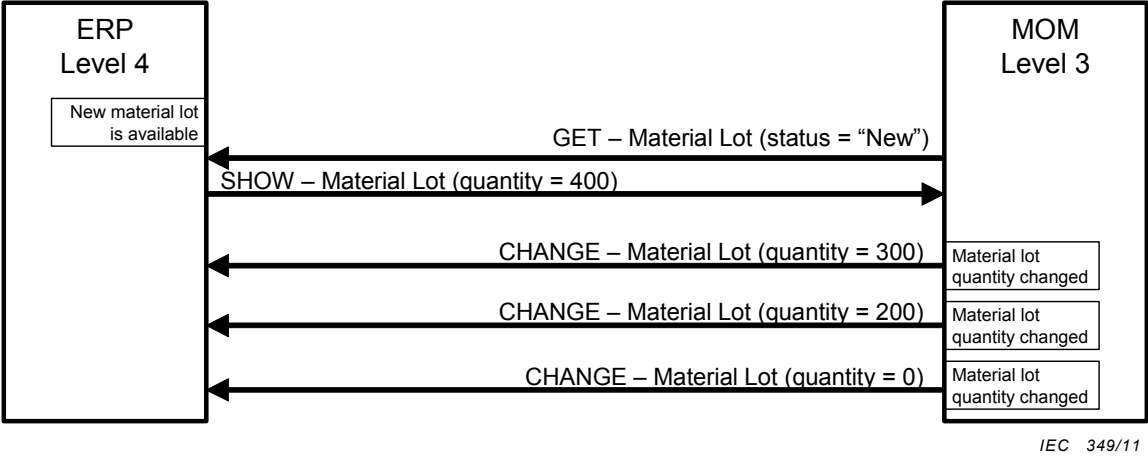 ERP
Level 4
MOM
Level 3
New material lot
is available
GET – Material Lot (status = “New”)
SHOW – Material Lot (quantity = 400)
CHANGE – Material Lot (quantity = 300)
Material lot
quantity changed
CHANGE – Material Lot (quantity = 200)
Material lot
quantity changed
CHANGE – Material Lot (quantity = 0)
Material lot
quantity changed
IEC 349/11